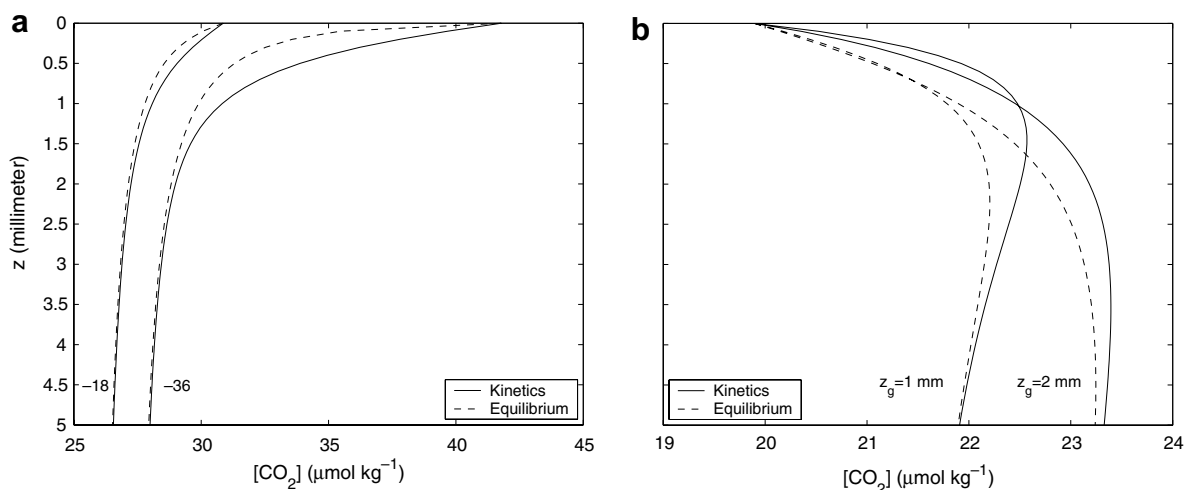 a
0
0.5
1
1.5
2
2.5
3
3.5
4
4.5
5
z (millimeter)
−18
−36
Kinetics
Equilibrium
25 30 35 40 45
[CO2] (μmol kg−1)
b
z_g=1 mm
z_g=2 mm
Kinetics
Equilibrium
19 20 21 22 23 24
[CO2] (μmol kg−1)